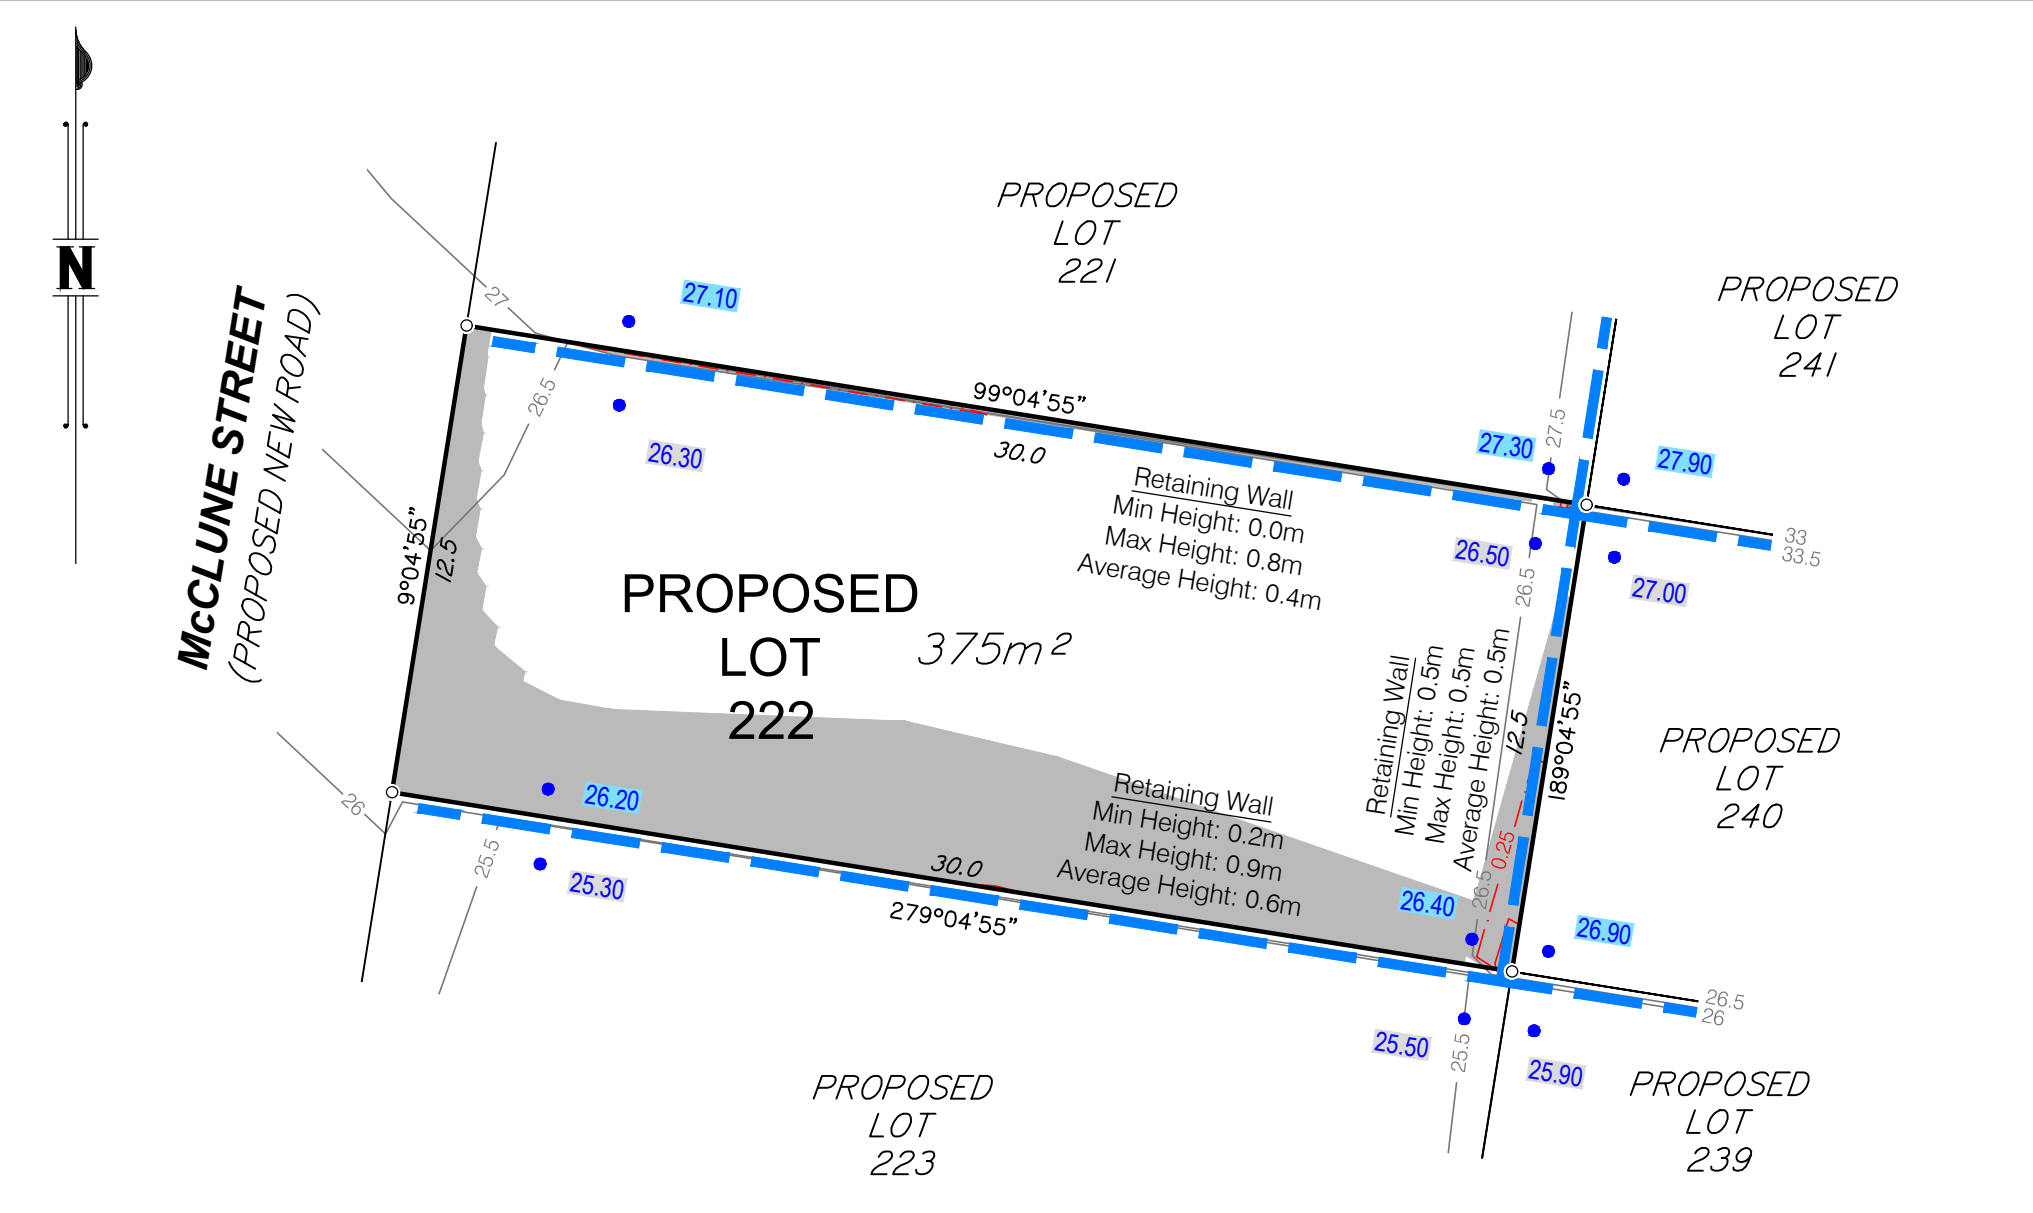 N
McCLUNE STREET
(PROPOSED NEW ROAD)
PROPOSED
LOT
221
PROPOSED
LOT
241
27
27.10
26.5
26.30
99°04'55"
30.0
27.5
27.30
27.90
33
33.5
Retaining Wall
Min Height: 0.0m
Max Height: 0.8m
Average Height: 0.4m
26.50
26.5
27.00
9°04'55"
12.5
PROPOSED
LOT
222
375m²
Retaining Wall
Min Height: 0.5m
Max Height: 0.5m
Average Height: 0.5m
12.5
189°04'55"
PROPOSED
LOT
240
26
26.20
25.5
25.30
Retaining Wall
Min Height: 0.2m
Max Height: 0.9m
Average Height: 0.6m
30.0
279°04'55"
0.25
26.5
26.40
26.90
26.5
26
25.50
25.5
25.90
PROPOSED
LOT
223
PROPOSED
LOT
239